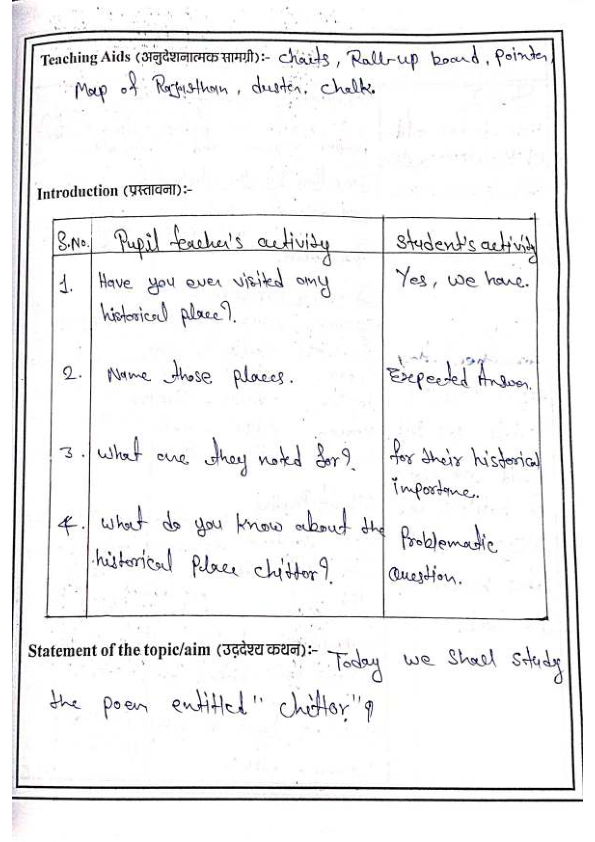 Teaching Aids (अनुदेशनात्मक सामग्री):- Charts, Roll-up board, Pointer,
Map of Rajasthan, duster. Chalk.
Introduction (प्रस्तावना):-
S.No. Pupil teacher's activity Student's activity
1. Have you ever visited any Yes, we have.
historical place?
2. Name those places. Expected Answer.
3. What are they noted for? for their historical
importane.
4. What do you know about the Problematic
historical place chittor? Question.
Statement of the topic/aim (उद्देश्य कथन):- Today we shall study
the poem entitled "chittor"?